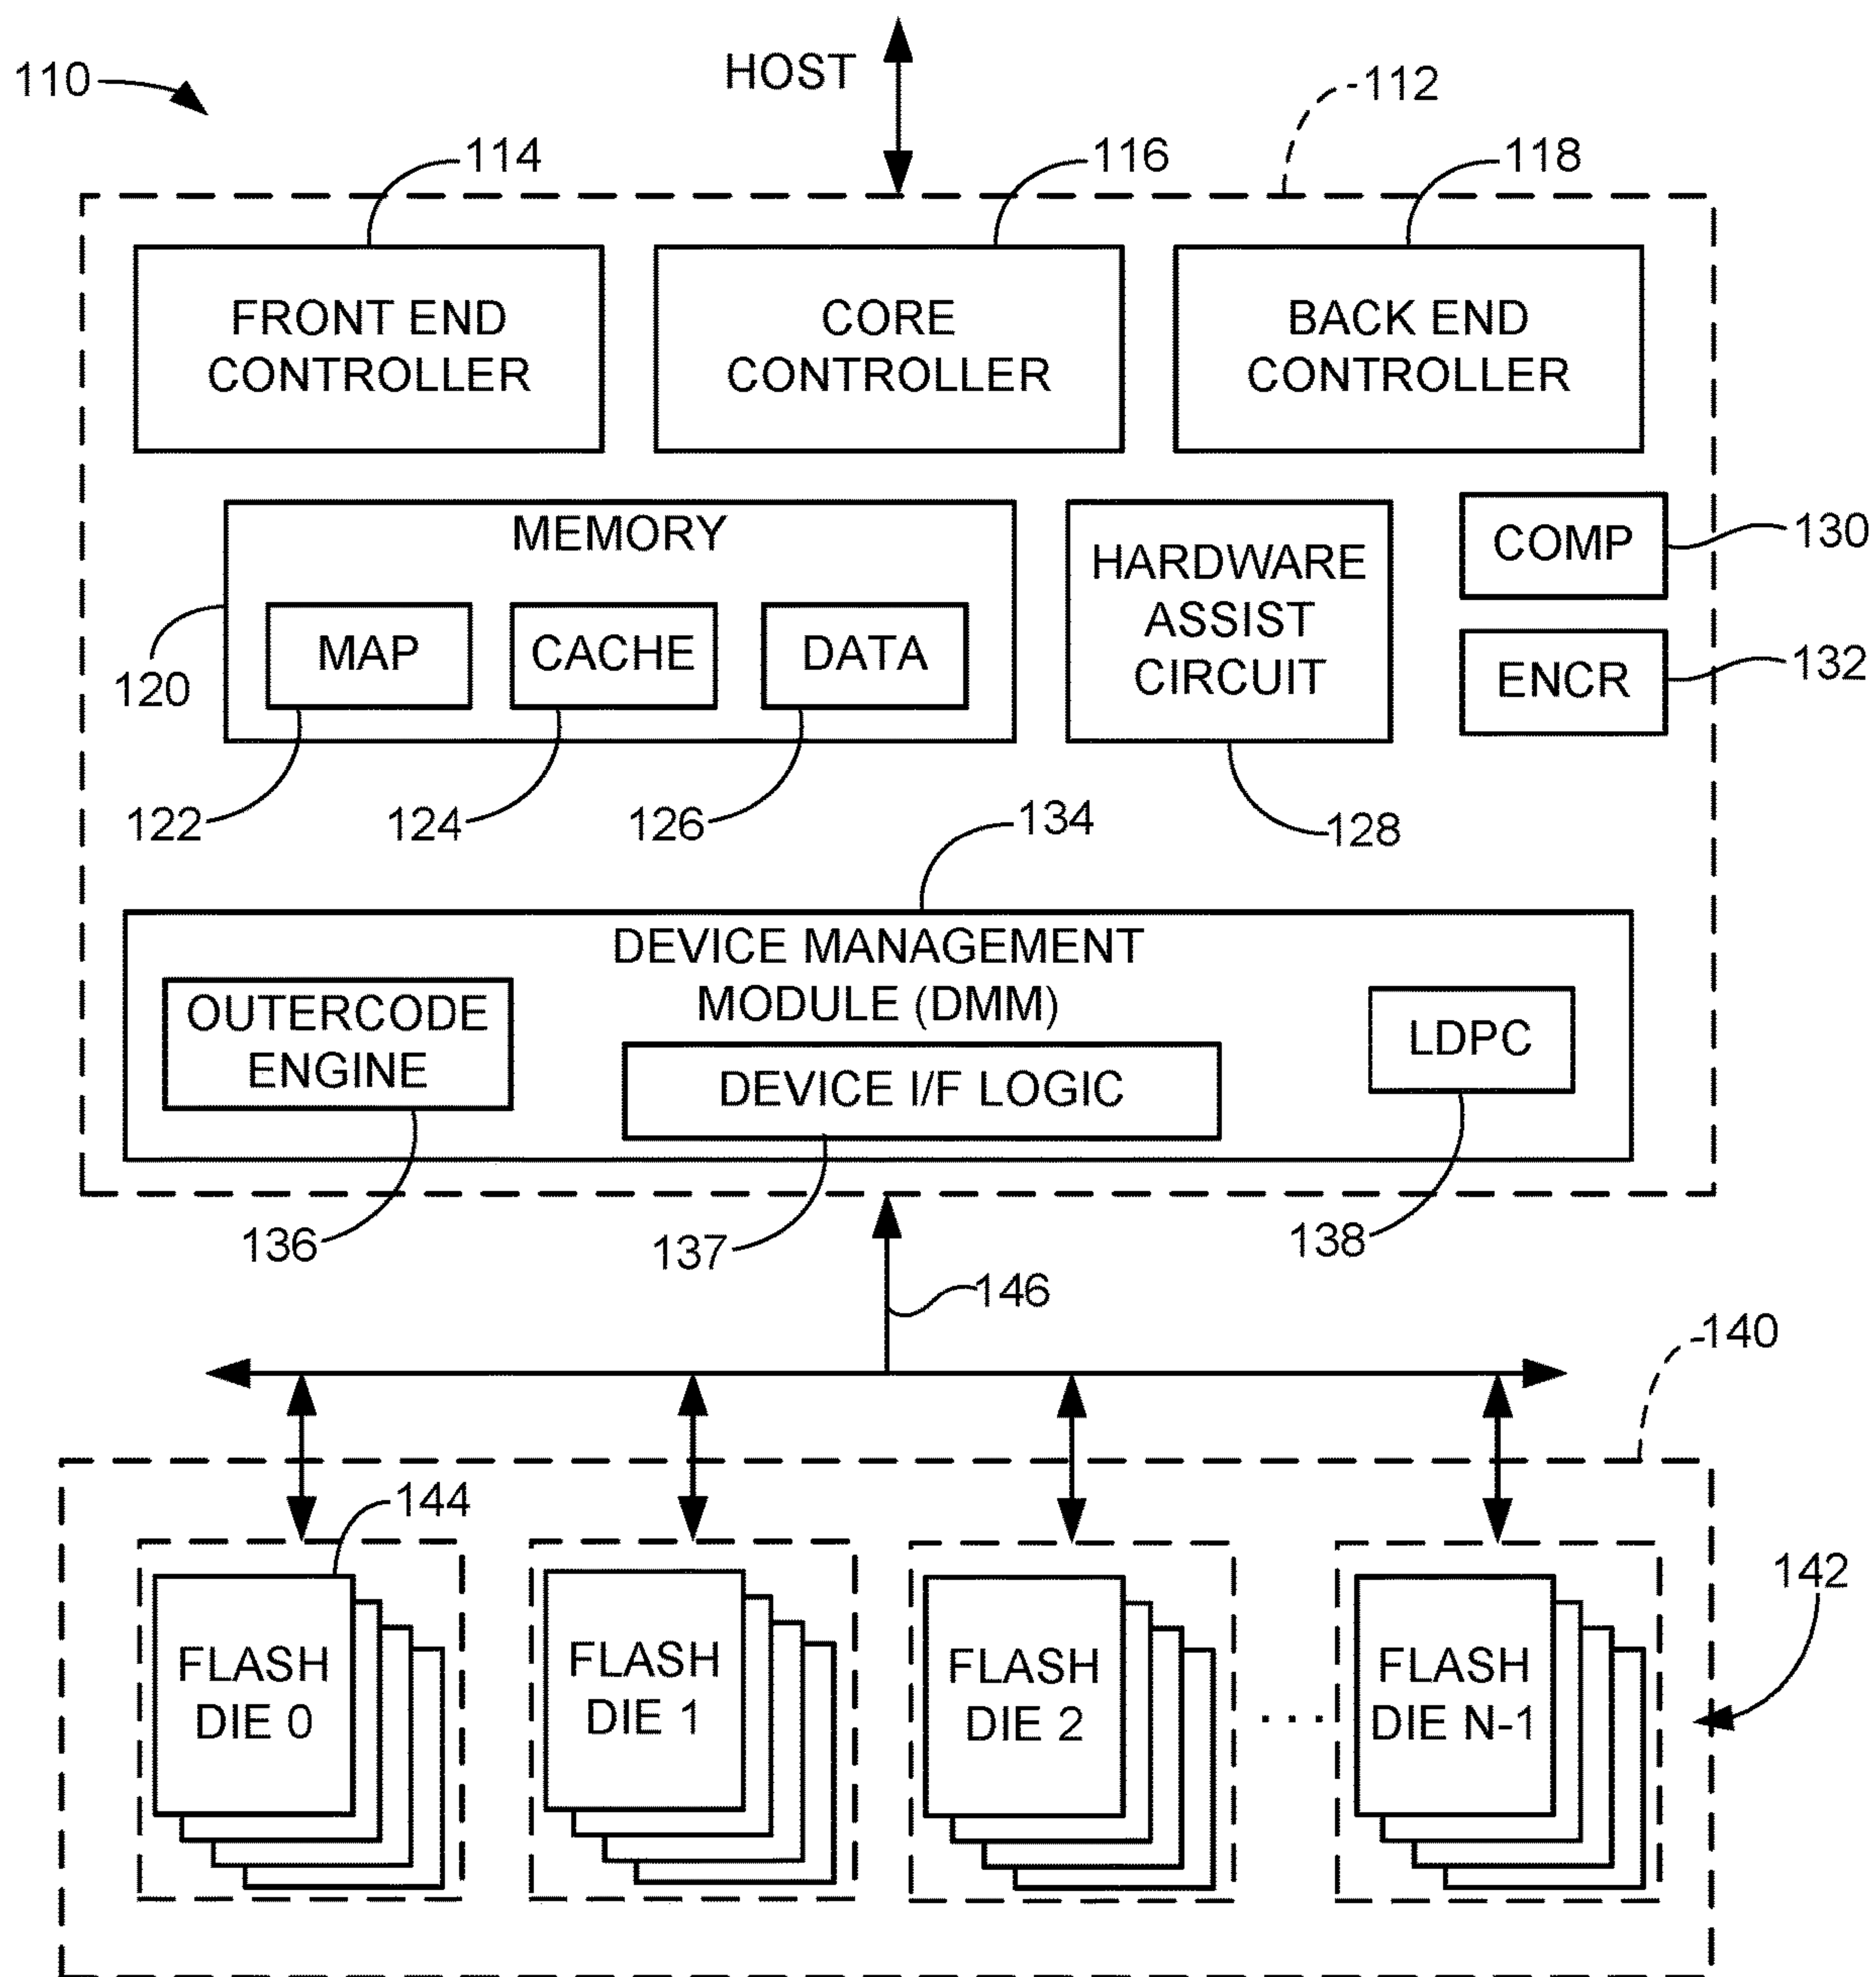 HOST
110
112
114
116
118
FRONT END
CONTROLLER
CORE
CONTROLLER
BACK END
CONTROLLER
MEMORY
MAP
CACHE
DATA
HARDWARE
ASSIST
CIRCUIT
COMP
130
ENCR
132
120
122
124
126
134
128
DEVICE MANAGEMENT
MODULE (DMM)
OUTERCODE
ENGINE
DEVICE I/F LOGIC
LDPC
136
137
138
146
140
144
FLASH
DIE 0
FLASH
DIE 1
FLASH
DIE 2
...
FLASH
DIE N-1
142